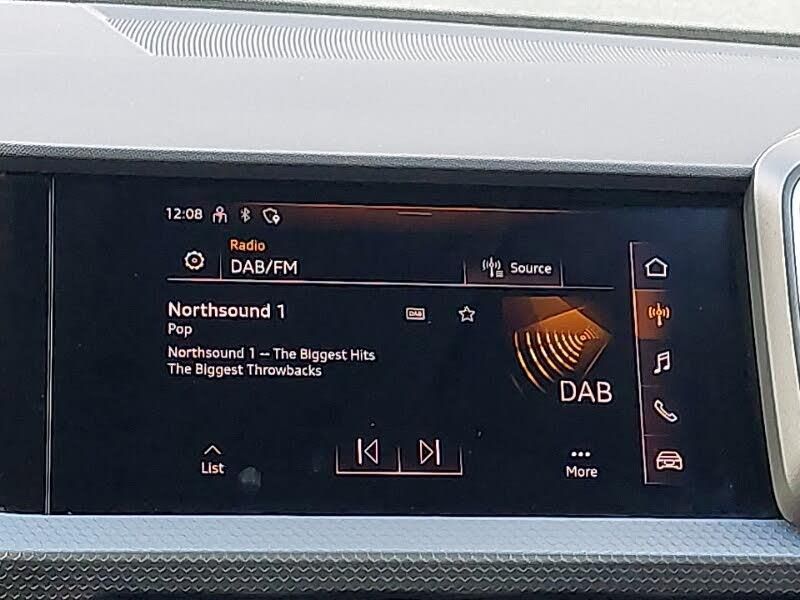 12:08
Radio
DAB/FM
Source
Northsound 1
DAB
Pop
Northsound 1 -- The Biggest Hits
The Biggest Throwbacks
DAB
List
More